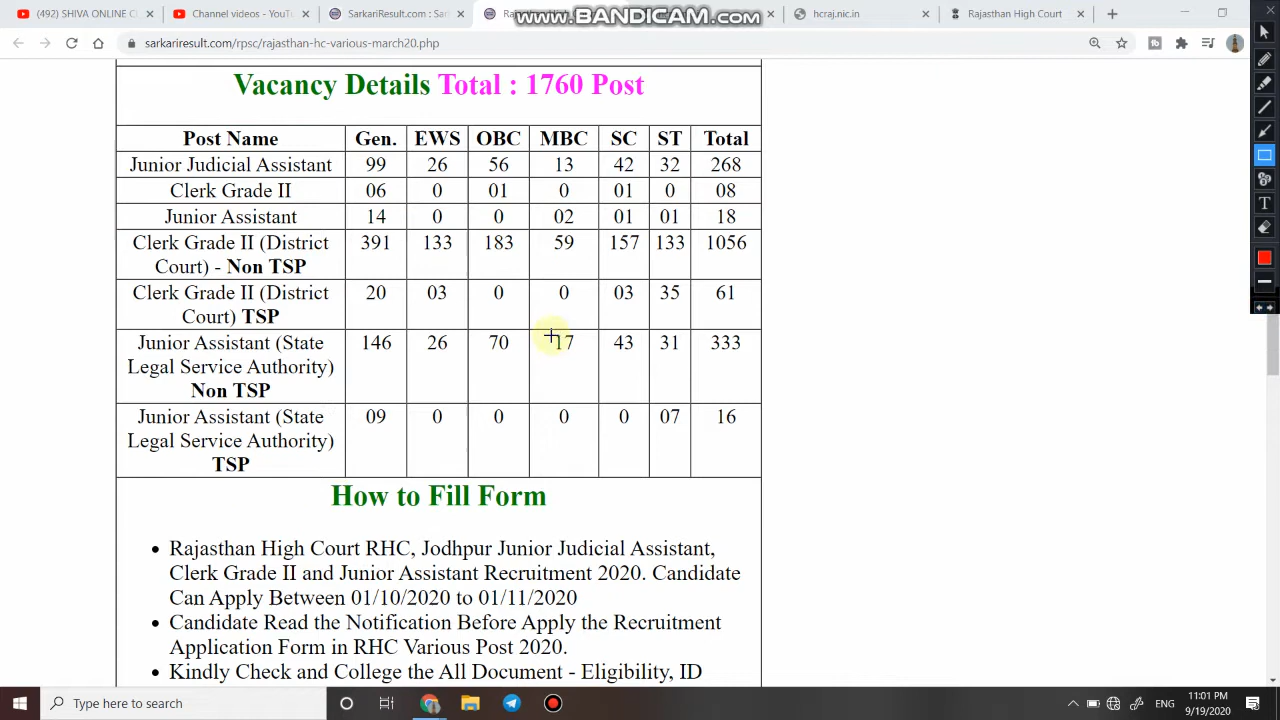 (492) SHIVA ONLINE CL
Channel videos - YouT
SarkariResult.com : Sar
www.BANDICAM.com
hcraj.nic.in
Rajasthan High Court
sarkariresult.com/rpsc/rajasthan-hc-various-march20.php
Vacancy Details Total : 1760 Post
Post Name Gen. EWS OBC MBC SC ST Total
Junior Judicial Assistant 99 26 56 13 42 32 268
Clerk Grade II 06 0 01 0 01 0 08
Junior Assistant 14 0 0 02 01 01 18
Clerk Grade II (District 391 133 183 59 157 133 1056
Court) - Non TSP
Clerk Grade II (District 20 03 0 0 03 35 61
Court) TSP
Junior Assistant (State 146 26 70 17 43 31 333
Legal Service Authority)
Non TSP
Junior Assistant (State 09 0 0 0 0 07 16
Legal Service Authority)
TSP
How to Fill Form
Rajasthan High Court RHC, Jodhpur Junior Judicial Assistant,
Clerk Grade II and Junior Assistant Recruitment 2020. Candidate
Can Apply Between 01/10/2020 to 01/11/2020
Candidate Read the Notification Before Apply the Recruitment
Application Form in RHC Various Post 2020.
Kindly Check and College the All Document - Eligibility, ID
Type here to search
ENG
11:01 PM
9/19/2020